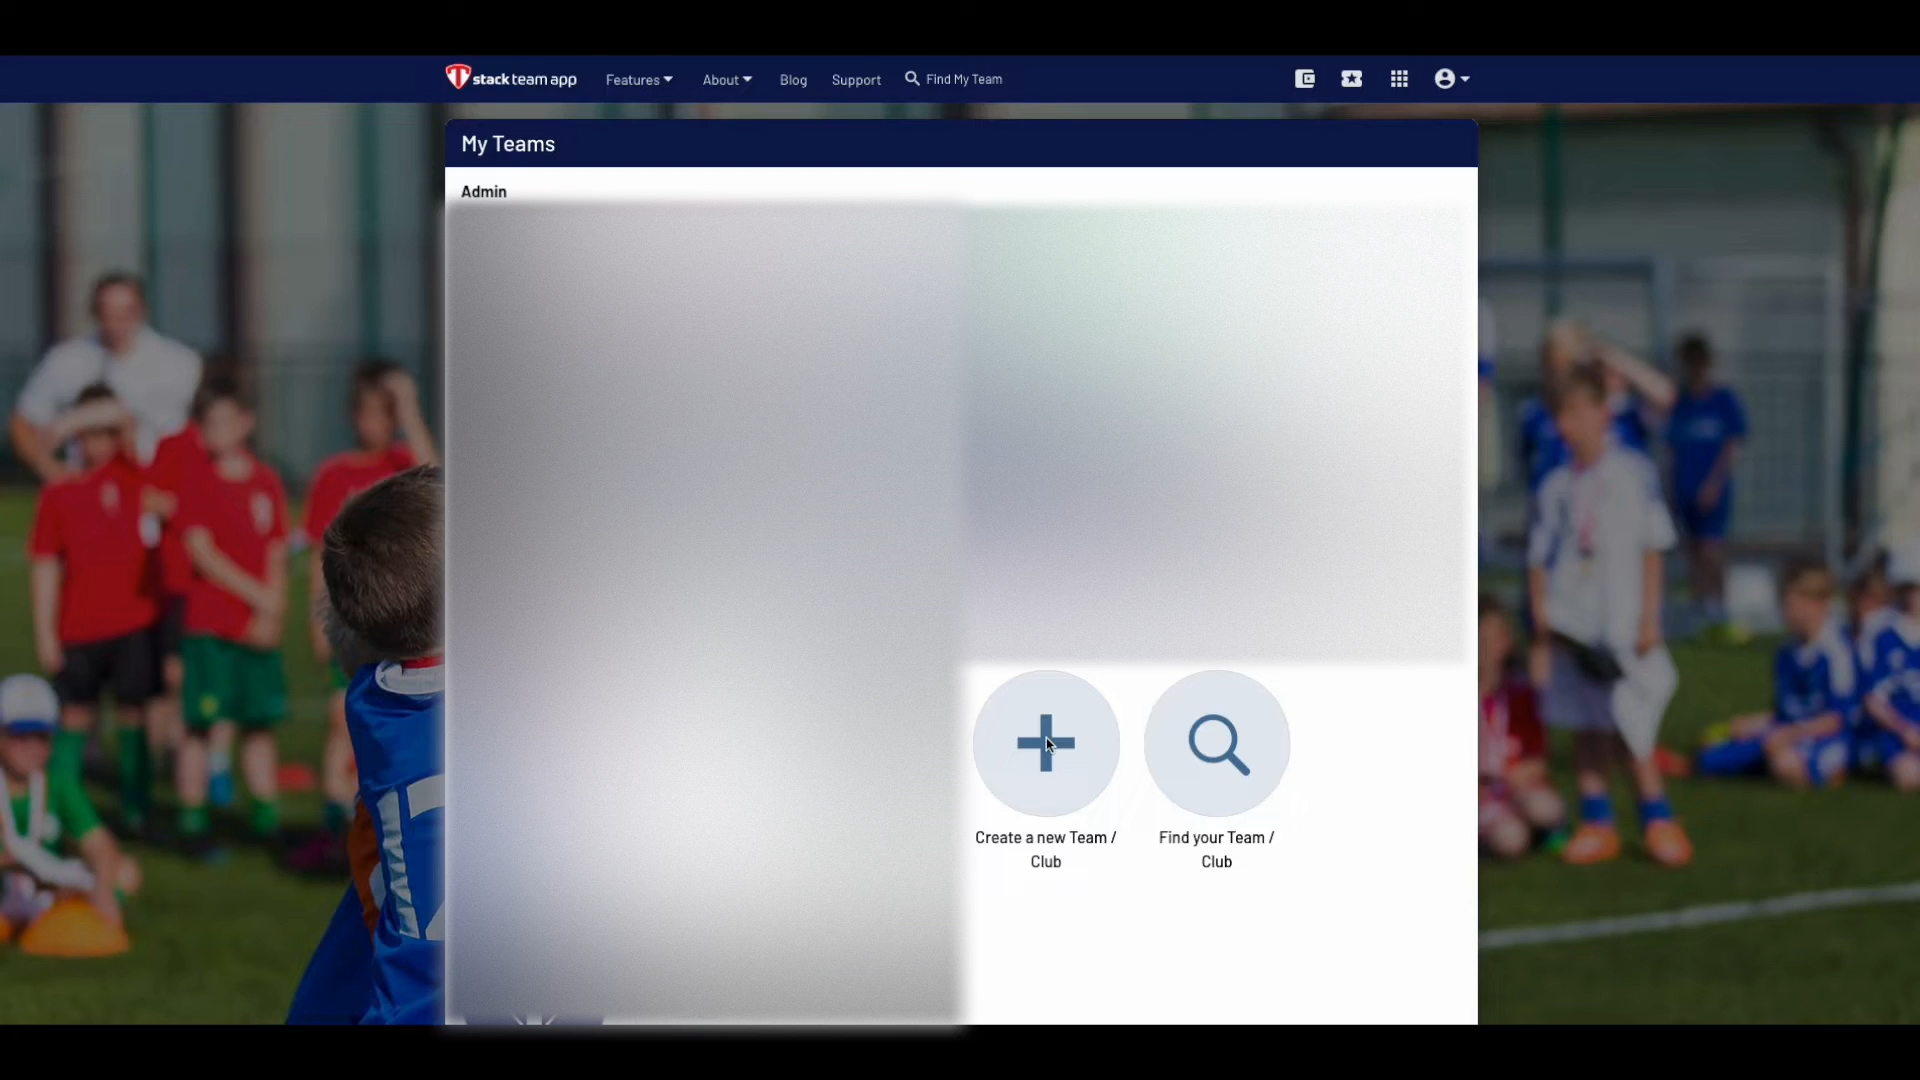 stack team app Features About Blog Support Find My Team
My Teams
Admin
Create a new Team /
Club
Find your Team /
Club